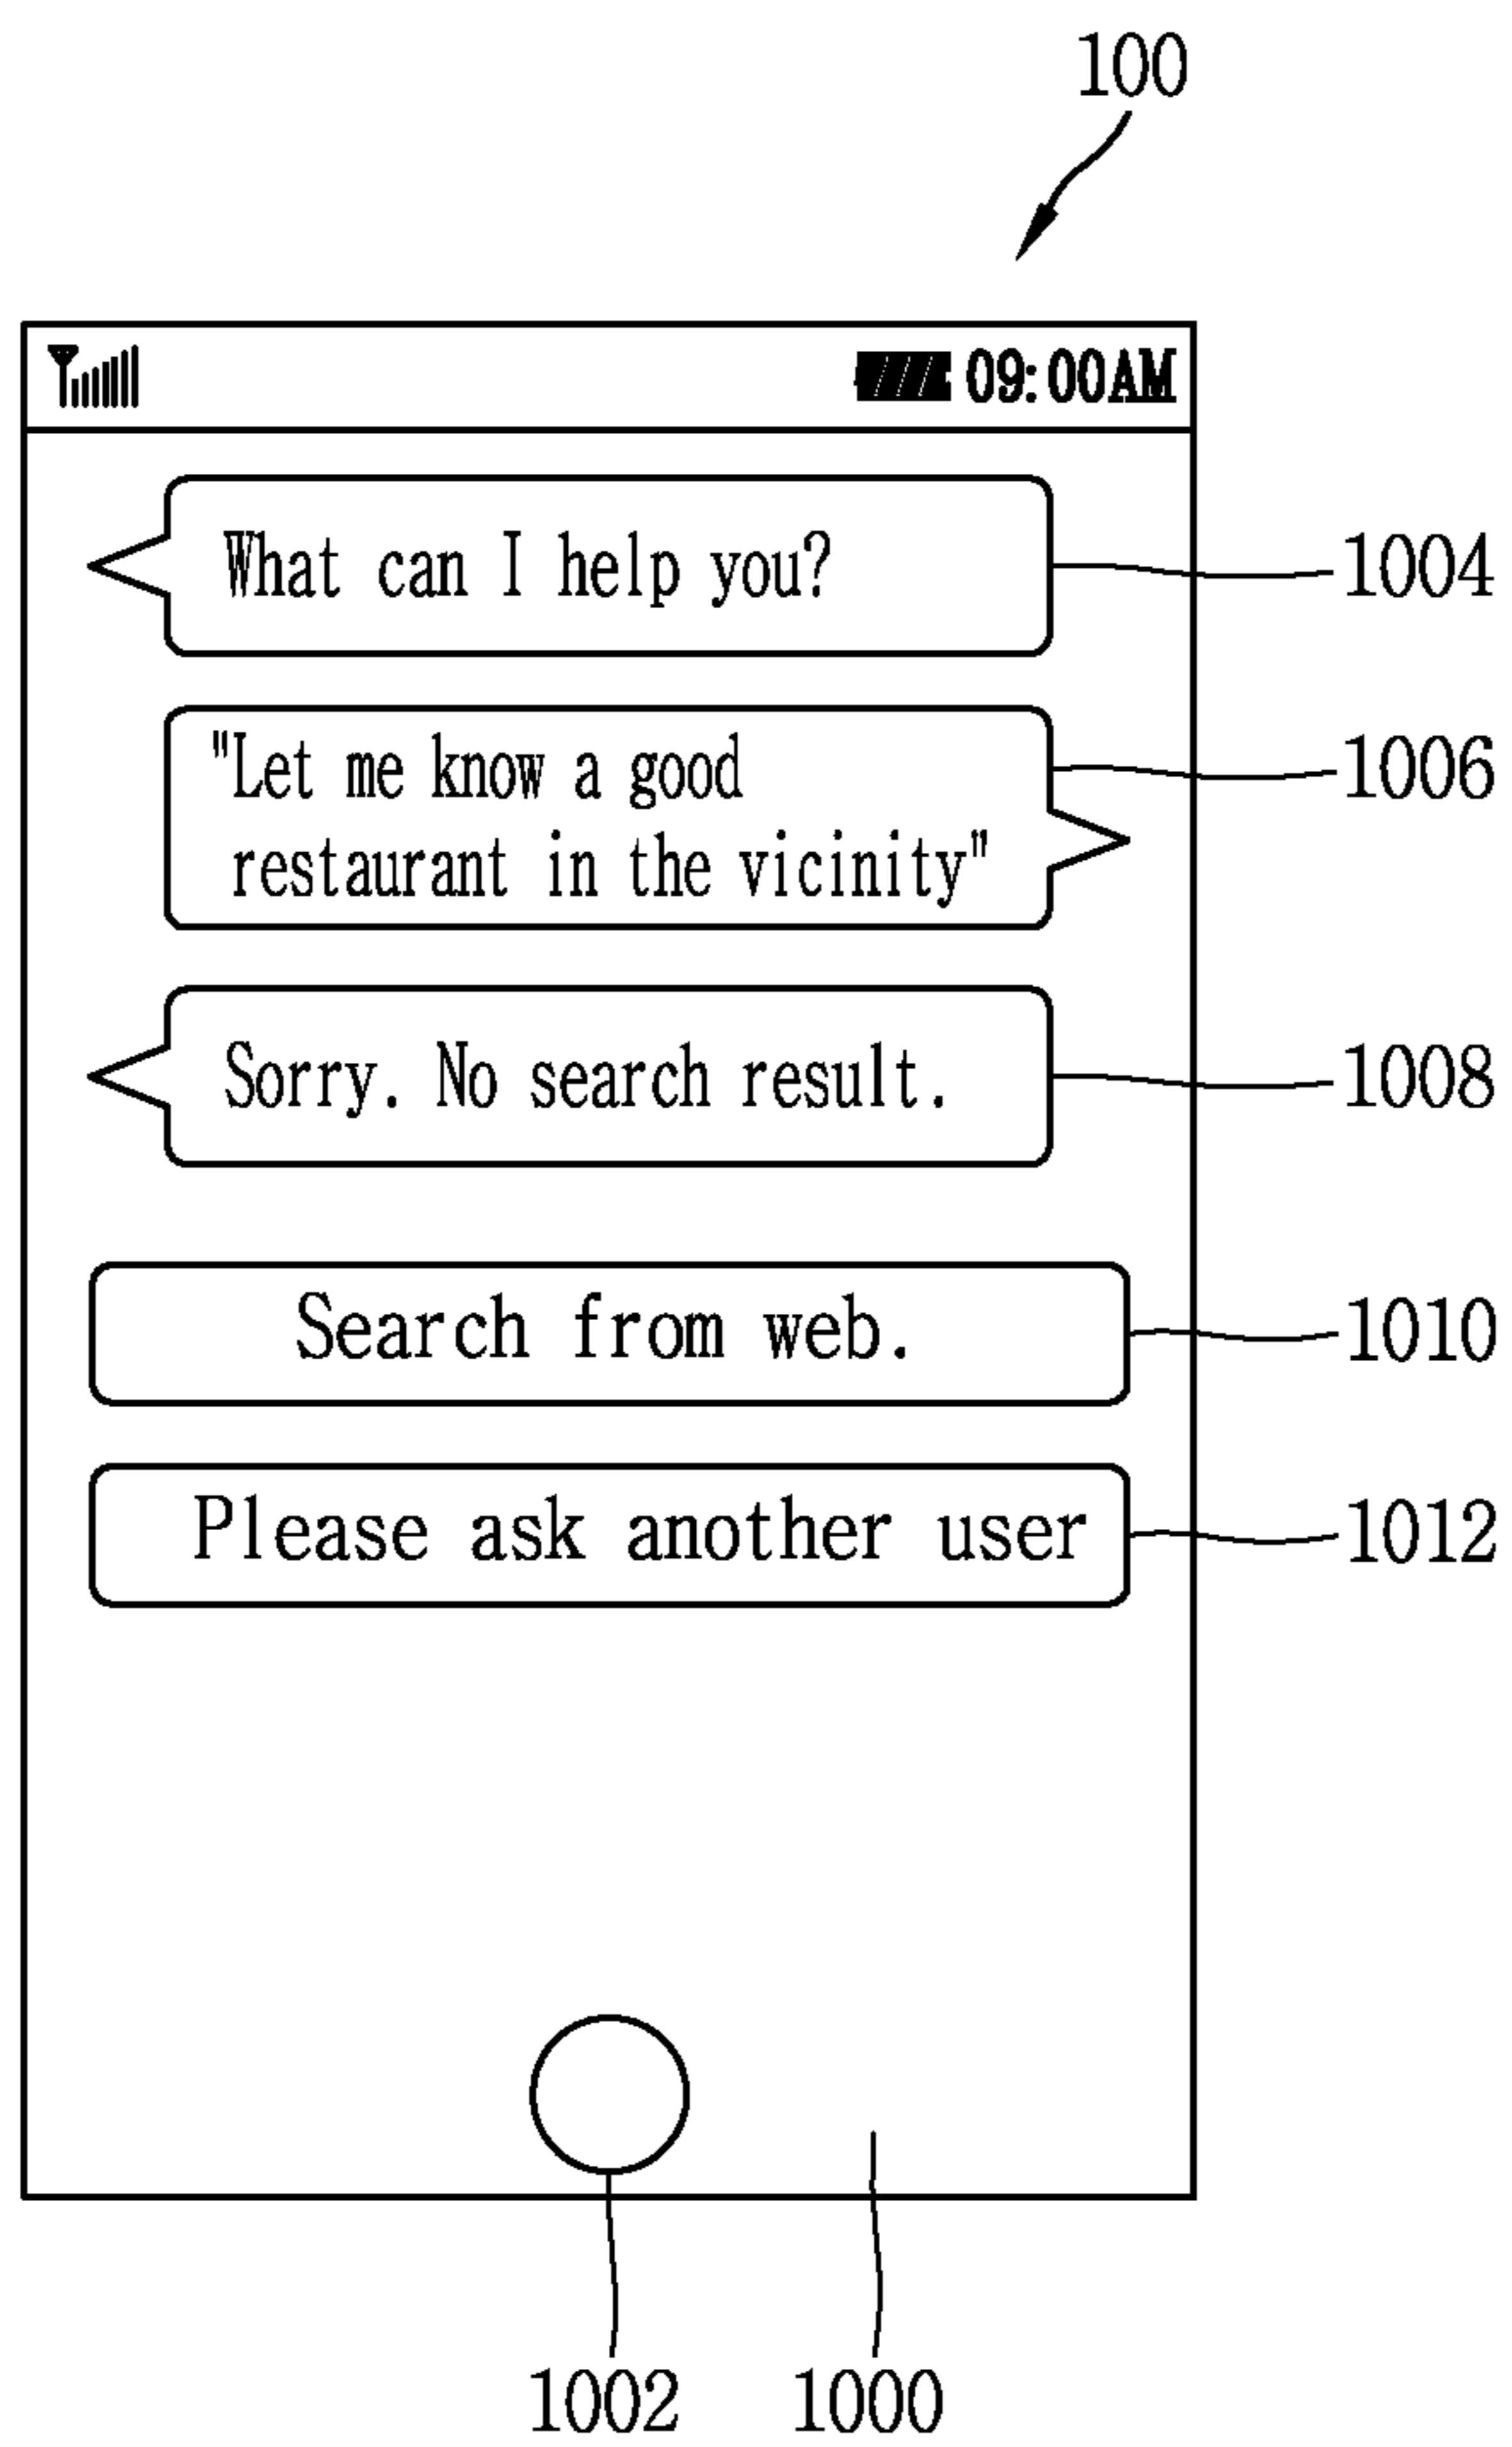 100
09:00AM
What can I help you?
1004
"Let me know a good
restaurant in the vicinity"
1006
Sorry. No search result.
1008
Search from web.
1010
Please ask another user
1012
1002
1000